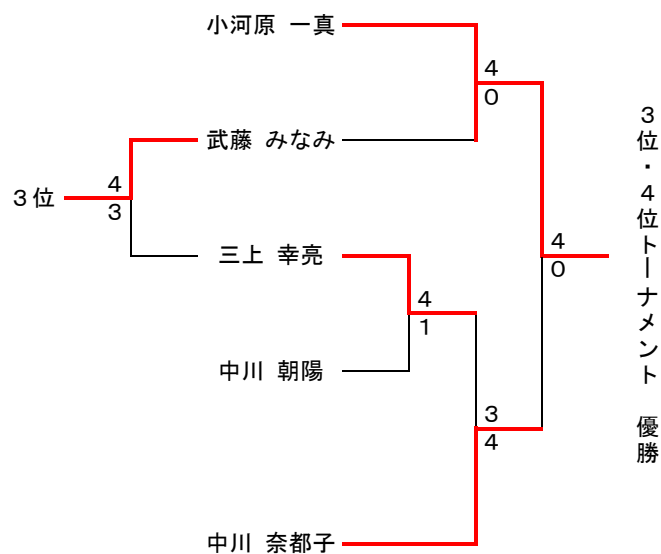 小河原 一真
4
0
武藤 みなみ
3位
4
3
三上 幸亮
4
1
中川 朝陽
3
4
中川 奈都子
4
0
3位・4位トーナメント 優勝